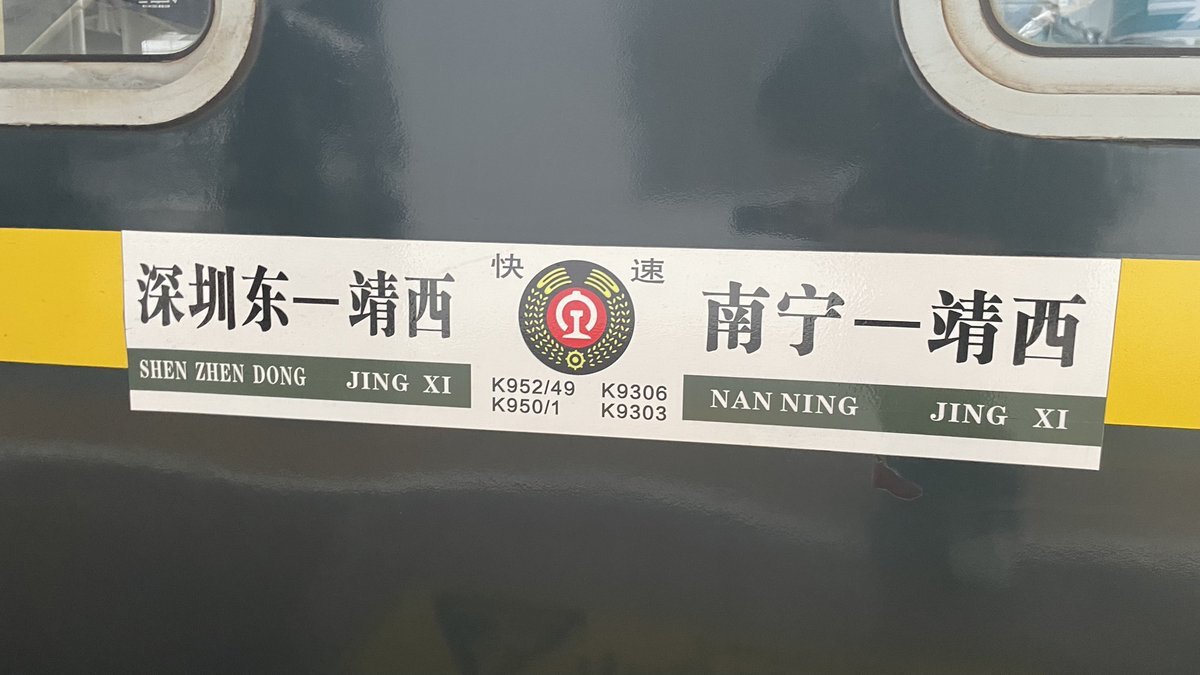 深圳东—靖西
SHEN ZHEN DONG JING XI
快 速
K952/49 K9306
K950/1 K9303
南宁—靖西
NAN NING JING XI